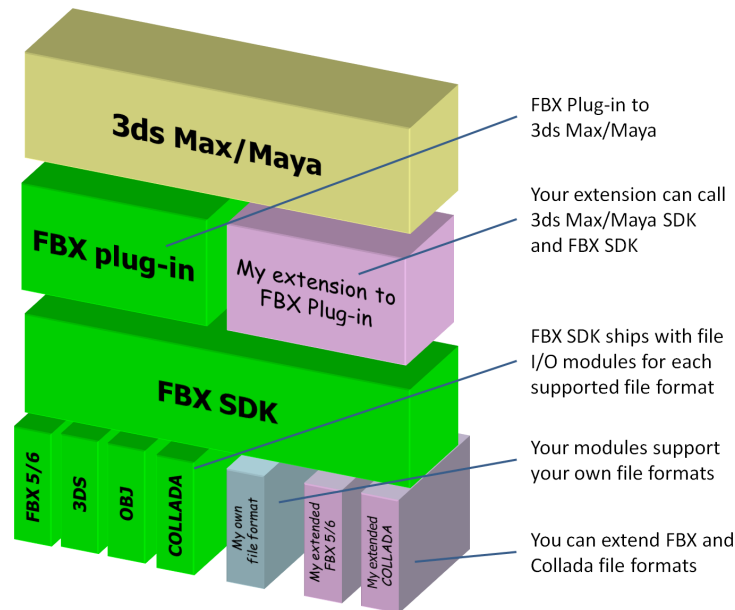 3ds Max/Maya
FBX Plug-in to
3ds Max/Maya
FBX plug-in
My extension to
FBX Plug-in
Your extension can call
3ds Max/Maya SDK
and FBX SDK
FBX SDK
FBX SDK ships with file
I/O modules for each
supported file format
FBX 5/6
3DS
OBJ
COLLADA
My own
file format
My extended
FBX 5/6
My extended
COLLADA
Your modules support
your own file formats
You can extend FBX and
Collada file formats